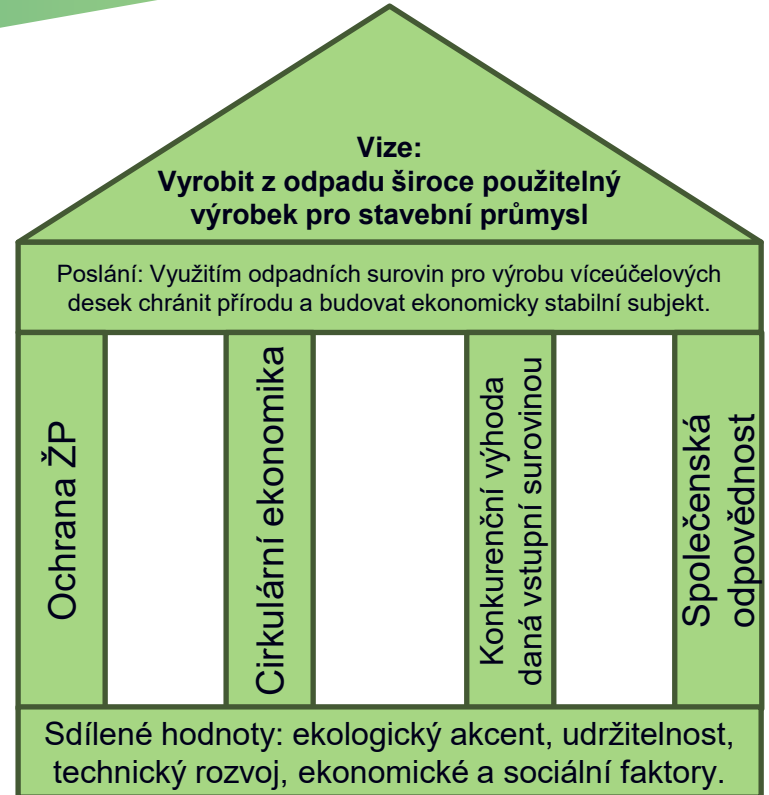 Vize:
Vyrobit z odpadu široce použitelný
výrobek pro stavební průmysl
Poslání: Využitím odpadních surovin pro výrobu víceúčelových
desek chránit přírodu a budovat ekonomicky stabilní subjekt.
Ochrana ŽP
Cirkulární ekonomika
Konkurenční výhoda
daná vstupní surovinou
Společenská
odpovědnost
Sdílené hodnoty: ekologický akcent, udržitelnost,
technický rozvoj, ekonomické a sociální faktory.